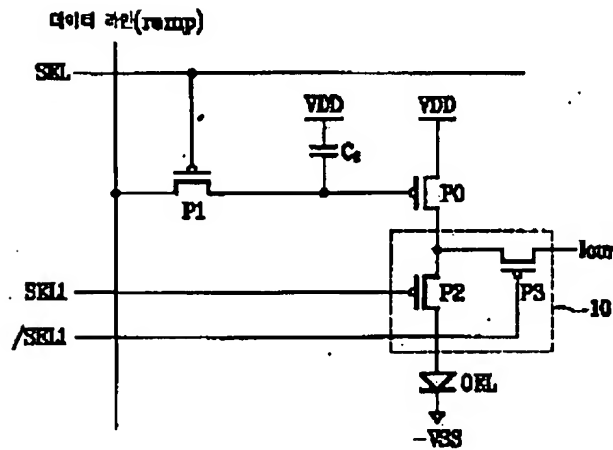 데이터 라인(ramp)
SEL
VDD
VDD
Cs
P1
P0
Iout
SEL1
P2
P3
10
/SEL1
OEL
-VSS